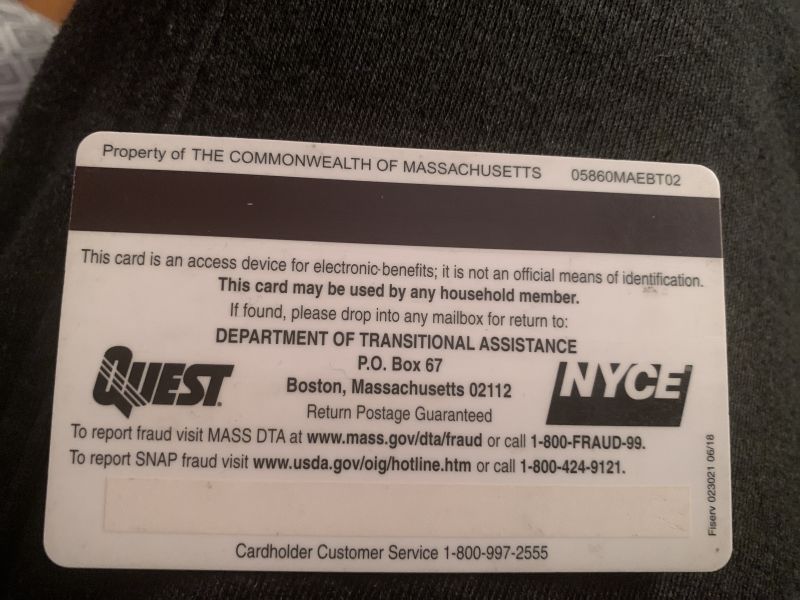 Property of THE COMMONWEALTH OF MASSACHUSETTS 05860MAEBT02
This card is an access device for electronic benefits; it is not an official means of identification.
This card may be used by any household member.
If found, please drop into any mailbox for return to:
DEPARTMENT OF TRANSITIONAL ASSISTANCE
P.O. Box 67
Boston, Massachusetts 02112
Return Postage Guaranteed
QUEST
NYCE
To report fraud visit MASS DTA at www.mass.gov/dta/fraud or call 1-800-FRAUD-99.
To report SNAP fraud visit www.usda.gov/oig/hotline.htm or call 1-800-424-9121.
Cardholder Customer Service 1-800-997-2555
Fiserv 023021 06/18